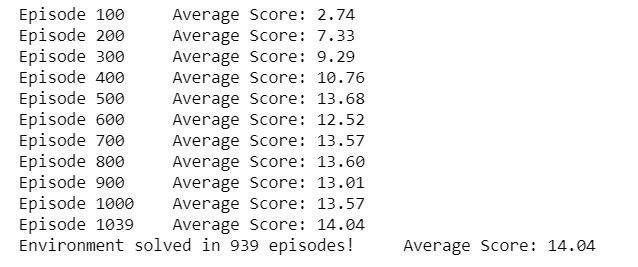 Episode 100 Average Score: 2.74
Episode 200 Average Score: 7.33
Episode 300 Average Score: 9.29
Episode 400 Average Score: 10.76
Episode 500 Average Score: 13.68
Episode 600 Average Score: 12.52
Episode 700 Average Score: 13.57
Episode 800 Average Score: 13.60
Episode 900 Average Score: 13.01
Episode 1000 Average Score: 13.57
Episode 1039 Average Score: 14.04
Environment solved in 939 episodes! Average Score: 14.04